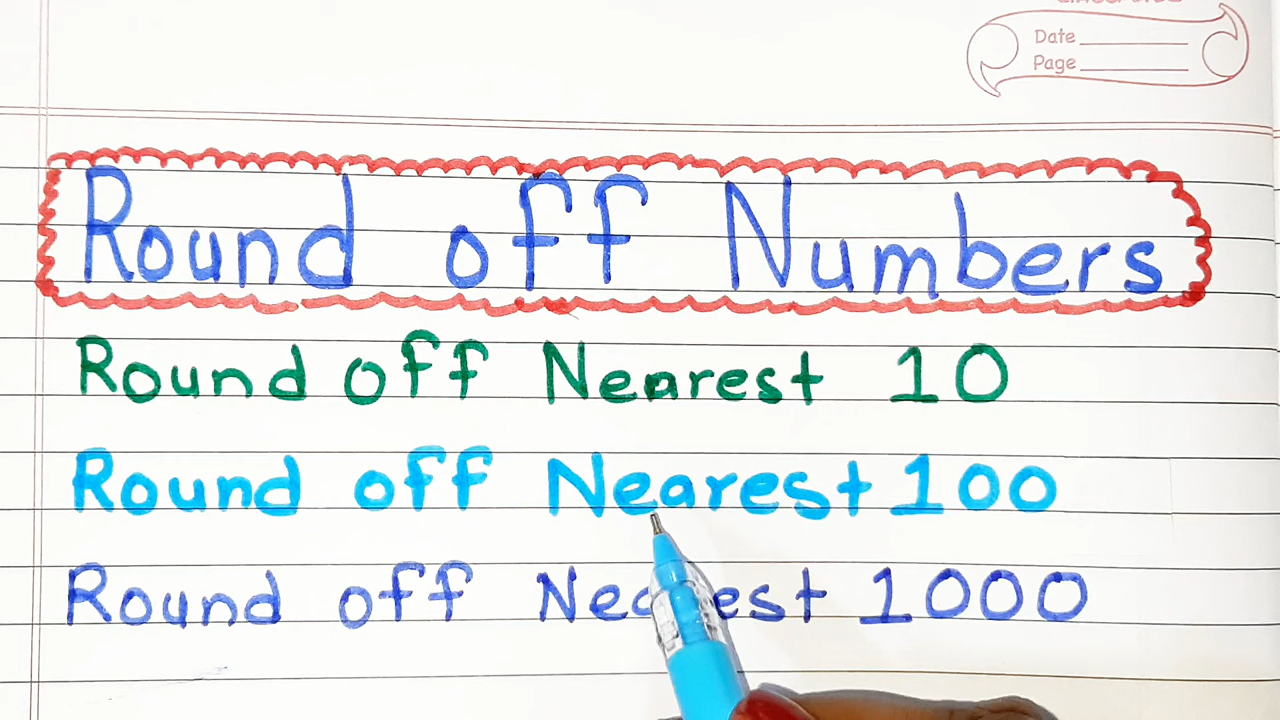 Date
Page
Round off Numbers
Round off Nearest 10
Round off Nearest 100
Round off Nearest 1000